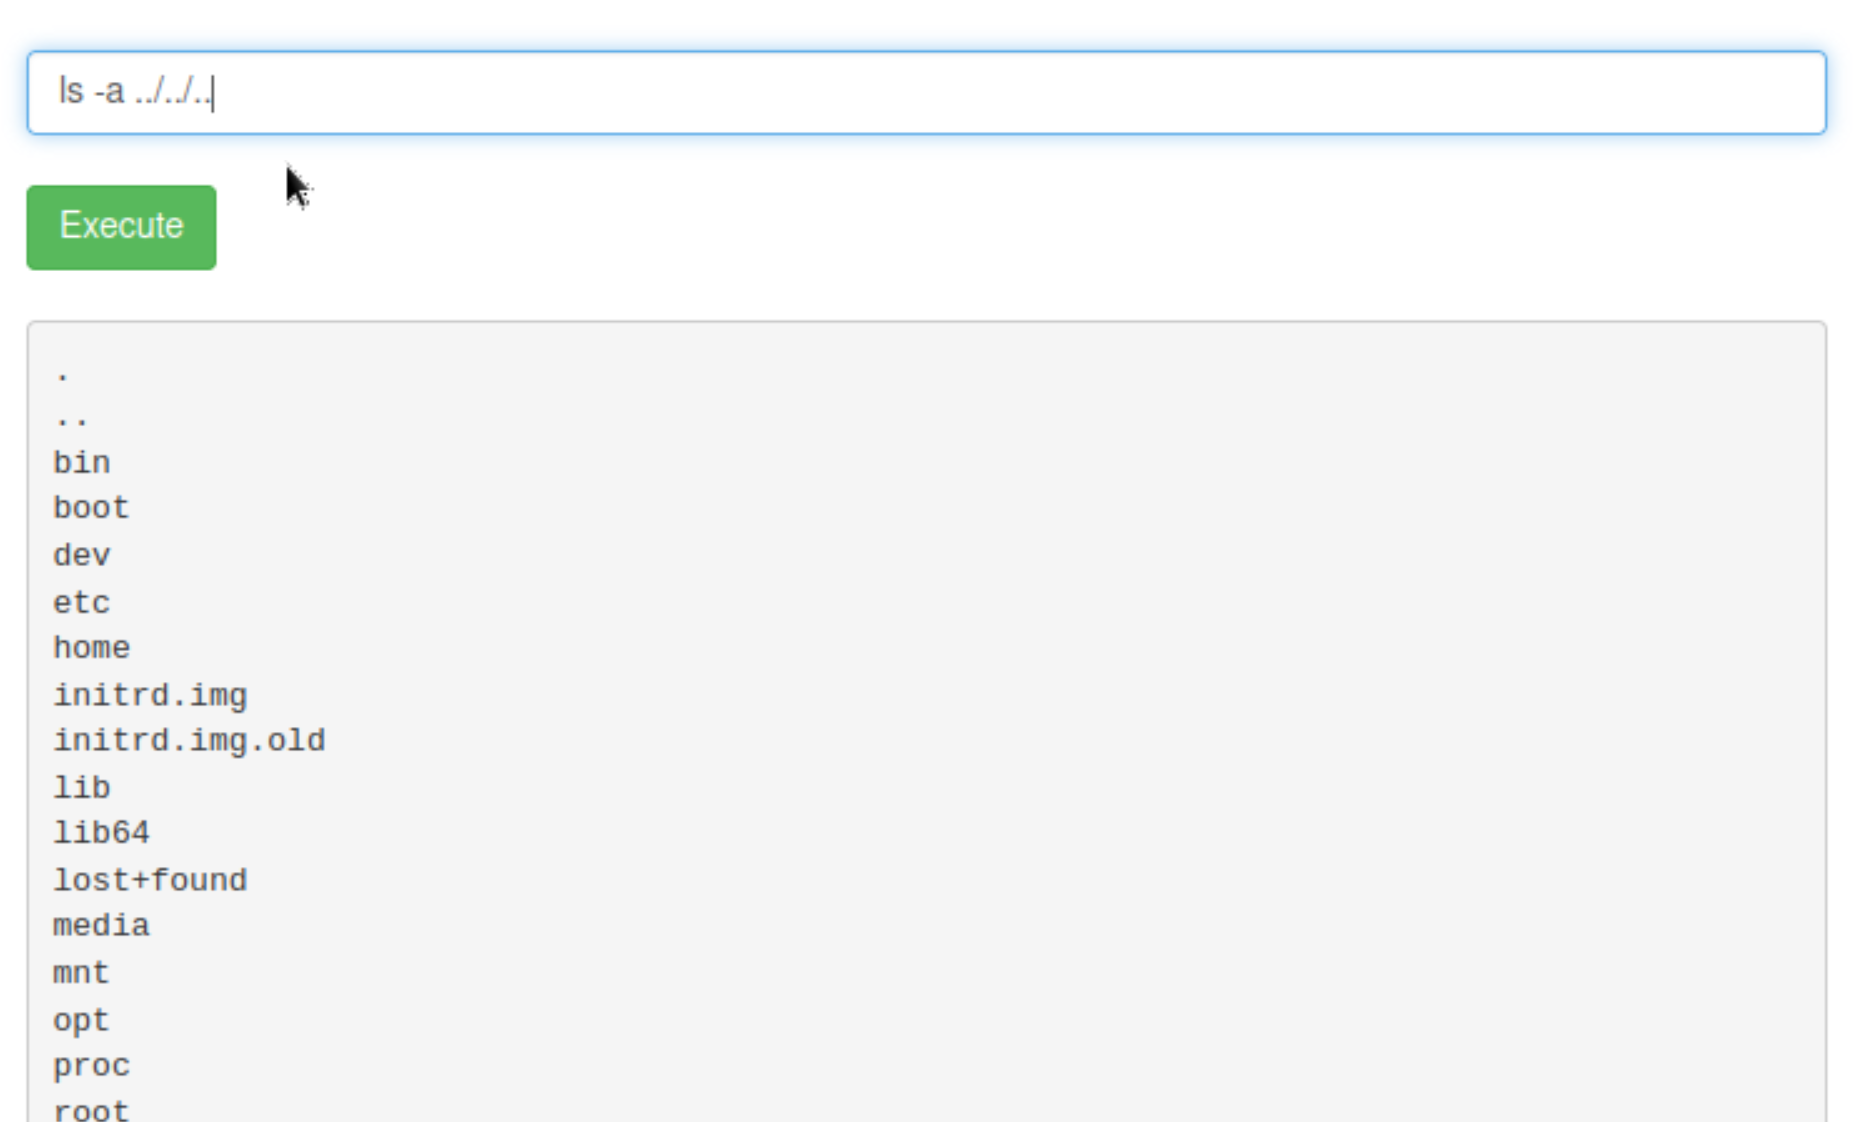 ls -a ../../..
Execute
.
..
bin
boot
dev
etc
home
initrd.img
initrd.img.old
lib
lib64
lost+found
media
mnt
opt
proc
root